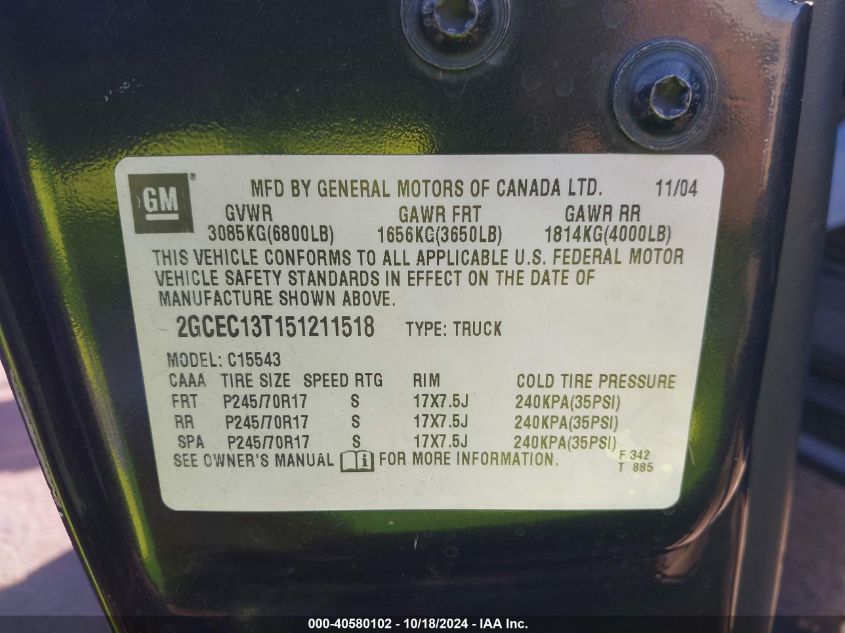 GM® MFD BY GENERAL MOTORS OF CANADA LTD. 11/04
GVWR GAWR FRT GAWR RR
3085KG(6800LB) 1656KG(3650LB) 1814KG(4000LB)
THIS VEHICLE CONFORMS TO ALL APPLICABLE U.S. FEDERAL MOTOR
VEHICLE SAFETY STANDARDS IN EFFECT ON THE DATE OF
MANUFACTURE SHOWN ABOVE.
2GCEC13T151211518 TYPE: TRUCK
MODEL: C15543
CAAA TIRE SIZE SPEED RTG RIM COLD TIRE PRESSURE
FRT P245/70R17 S 17X7.5J 240KPA(35PSI)
RR P245/70R17 S 17X7.5J 240KPA(35PSI)
SPA P245/70R17 S 17X7.5J 240KPA(35PSI)
SEE OWNER'S MANUAL i FOR MORE INFORMATION.
F 342
T 885
000-40580102 - 10/18/2024 - IAA Inc.